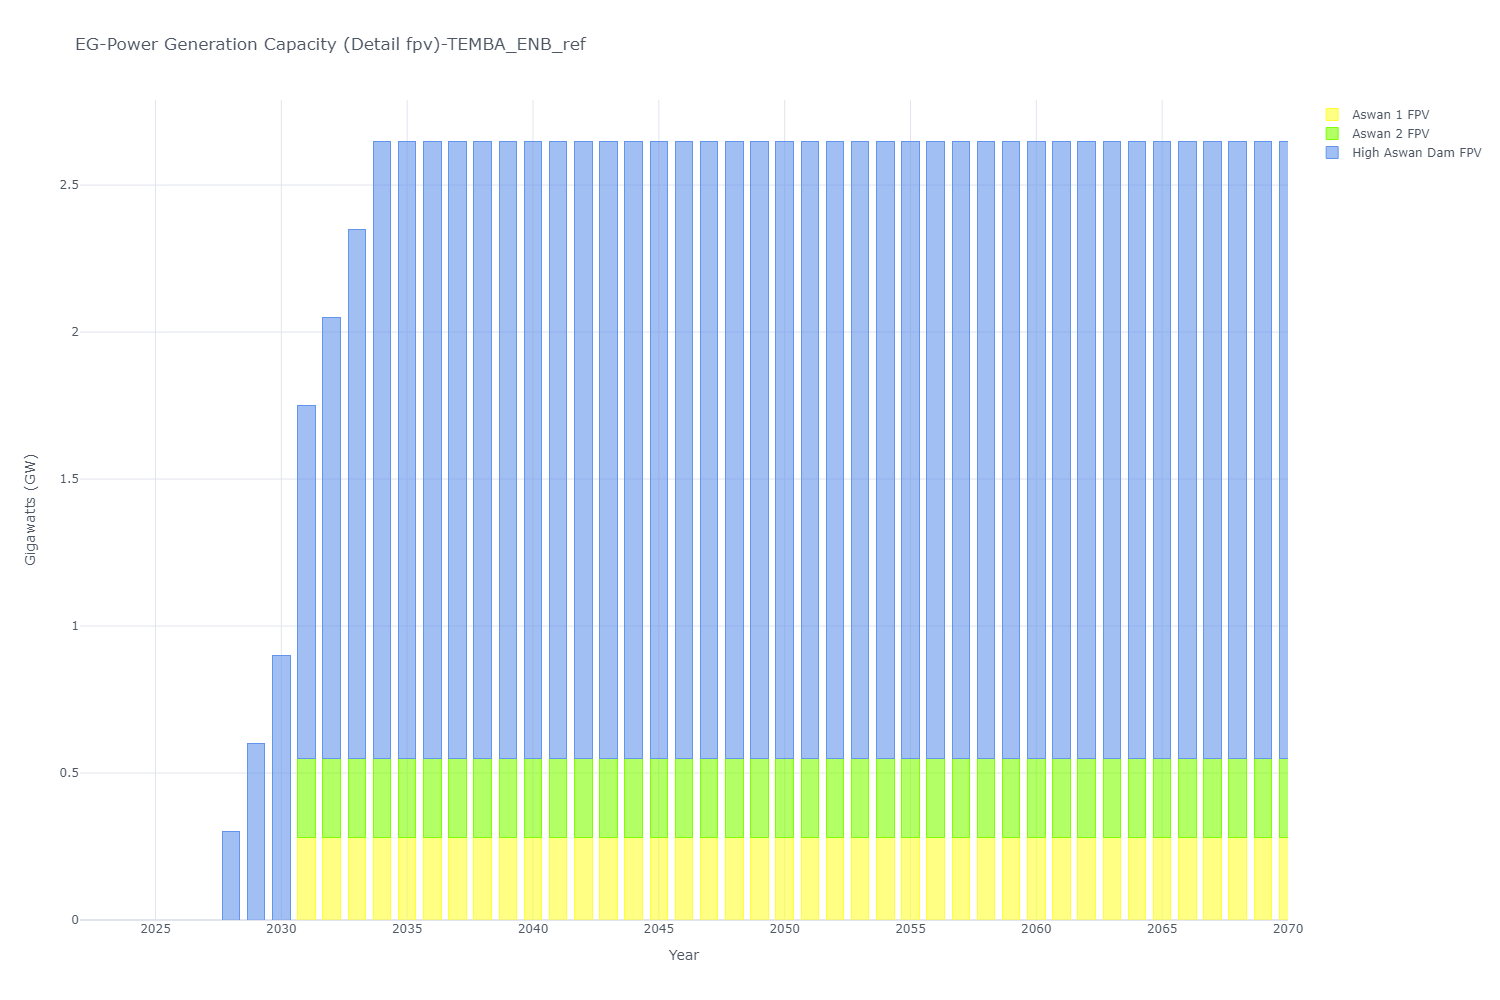 EG-Power Generation Capacity (Detail fpv)-TEMBA_ENB_ref
Aswan 1 FPV
Aswan 2 FPV
High Aswan Dam FPV
Gigawatts (GW)
2.5
2
1.5
1
0.5
0
2025 2030 2035 2040 2045 2050 2055 2060 2065 2070
Year